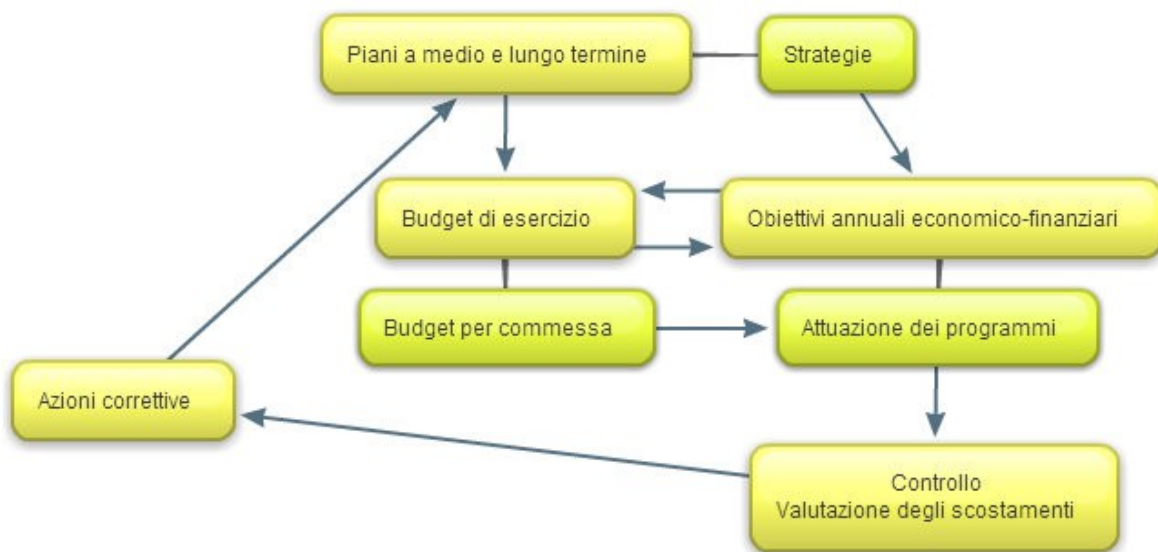 Piani a medio e lungo termine
Strategie
Budget di esercizio
Obiettivi annuali economico-finanziari
Budget per commessa
Attuazione dei programmi
Azioni correttive
Controllo
Valutazione degli scostamenti